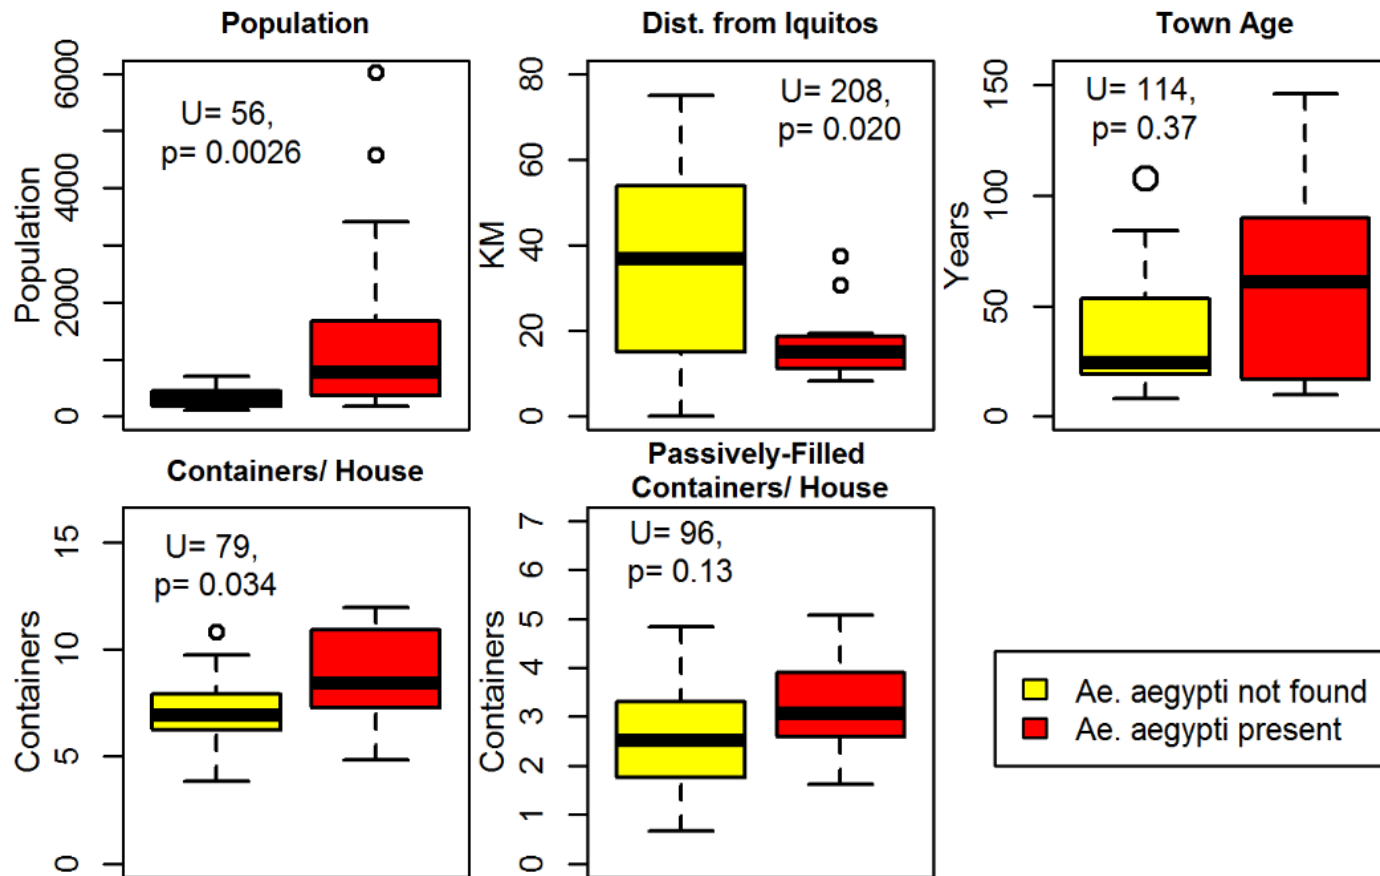 Population
Population
0
2000
4000
6000
U= 56,
p= 0.0026
Dist. from Iquitos
KM
0
20
40
60
80
U= 208,
p= 0.020
Town Age
Years
0
50
100
150
U= 114,
p= 0.37
Containers/ House
Containers
0
5
10
15
U= 79,
p= 0.034
Passively-Filled
Containers/ House
Containers
0
1
2
3
4
5
6
7
U= 96,
p= 0.13
Ae. aegypti not found
Ae. aegypti present